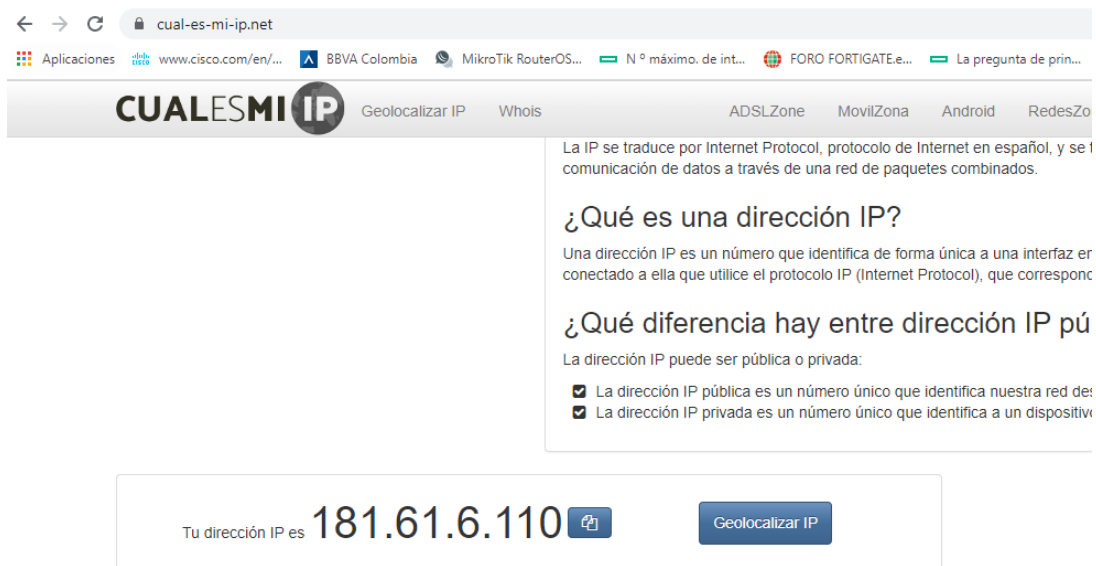 cual-es-mi-ip.net
Aplicaciones www.cisco.com/en/... BBVA Colombia MikroTik RouterOS... N º máximo. de int... FORO FORTIGATE.e... La pregunta de prin...
CUALESMI IP Geolocalizar IP Whois ADSLZone MovilZona Android RedesZo
La IP se traduce por Internet Protocol, protocolo de Internet en español, y se
comunicación de datos a través de una red de paquetes combinados.
¿Qué es una dirección IP?
Una dirección IP es un número que identifica de forma única a una interfaz en
conectado a ella que utilice el protocolo IP (Internet Protocol), que correspond
¿Qué diferencia hay entre dirección IP pú
La dirección IP puede ser pública o privada:
La dirección IP pública es un número único que identifica nuestra red des
La dirección IP privada es un número único que identifica a un dispositivo
Tu dirección IP es 181.61.6.110 Geolocalizar IP